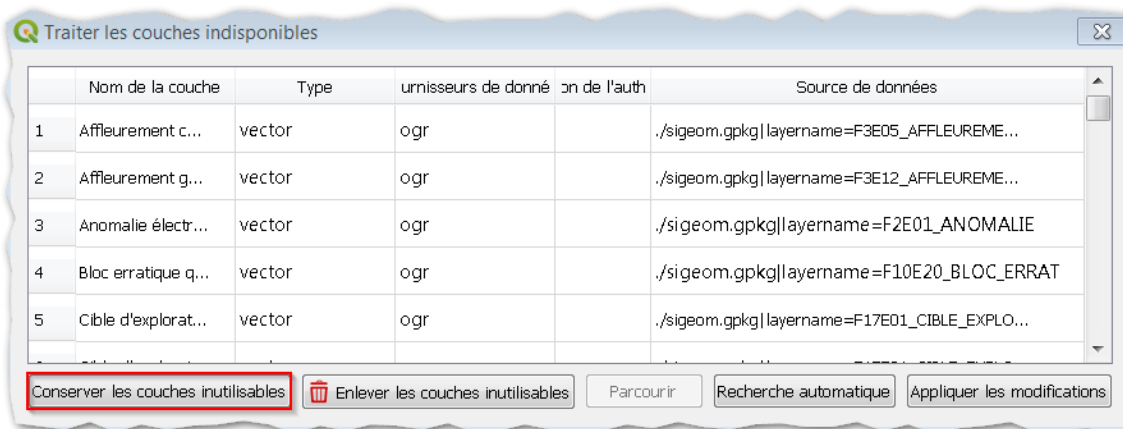 Traiter les couches indisponibles
Nom de la couche Type urnisseurs de donné on de l'auth Source de données
1 Affleurement c... vector ogr ./sigeom.gpkg|layername=F3E05_AFFLEUREME...
2 Affleurement g... vector ogr ./sigeom.gpkg|layername=F3E12_AFFLEUREME...
3 Anomalie électr... vector ogr ./sigeom.gpkg|layername=F2E01_ANOMALIE
4 Bloc erratique q... vector ogr ./sigeom.gpkg|layername=F10E20_BLOC_ERRAT
5 Cible d'explorat... vector ogr ./sigeom.gpkg|layername=F17E01_CIBLE_EXPLO...
Conserver les couches inutilisables Enlever les couches inutilisables Parcourir Recherche automatique Appliquer les modifications